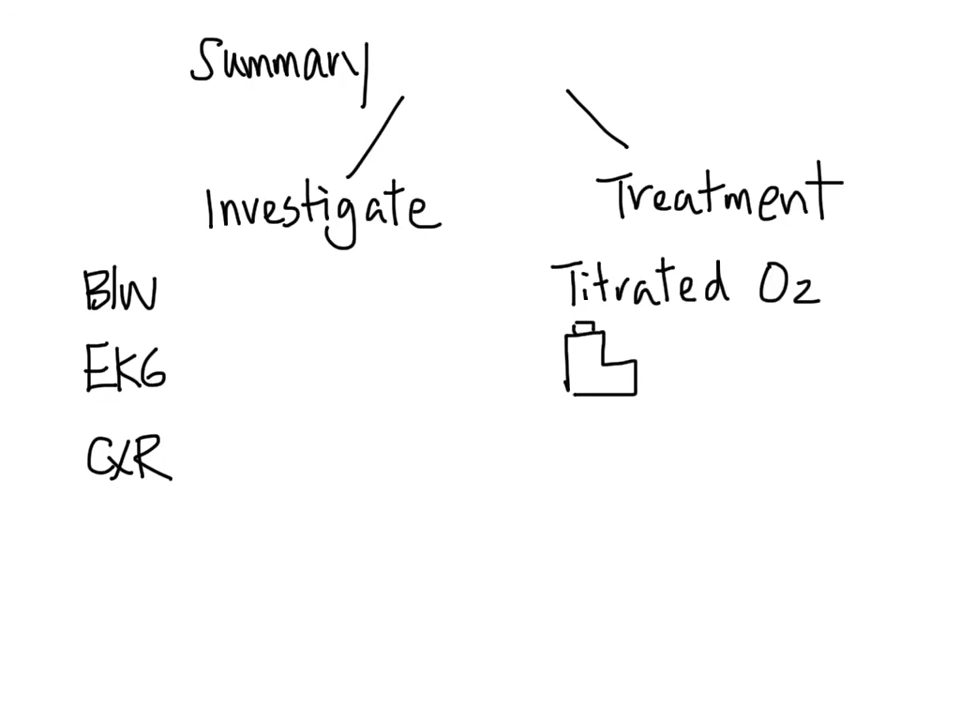 Summary
Investigate
Treatment
B/W
EKG
CXR
Titrated O2